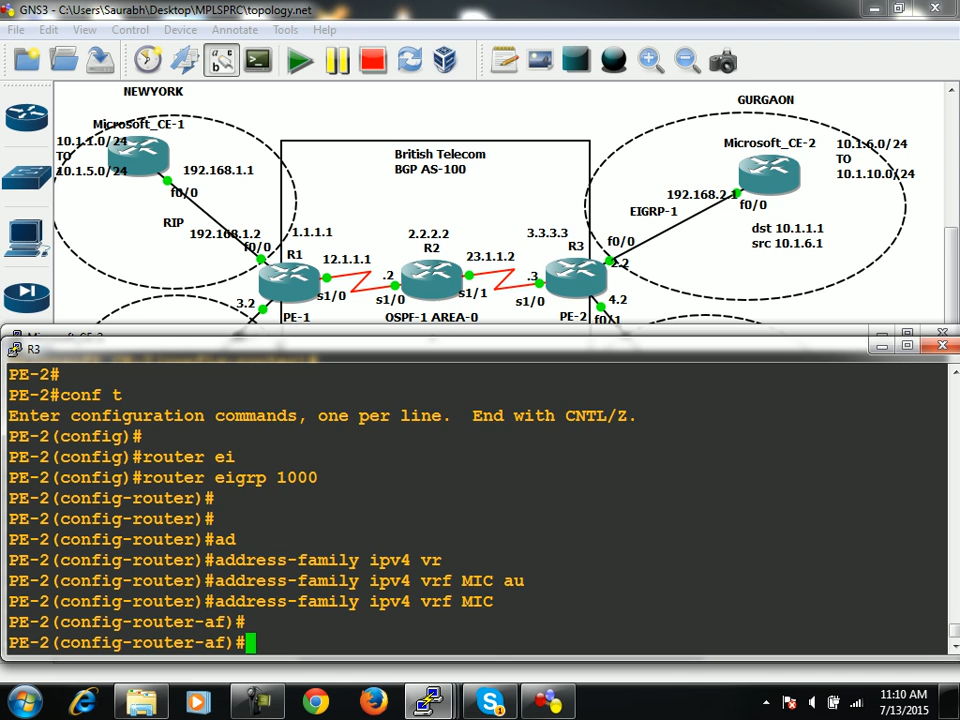 GNS3 - C:\Users\Saurabh\Desktop\MPLSPRC\topology.net
File Edit View Control Device Annotate Tools Help
NEWYORK
GURGAON
Microsoft_CE-1
Microsoft_CE-2
10.1.1.0/24
TO
10.1.5.0/24
10.1.6.0/24
TO
10.1.10.0/24
British Telecom
BGP AS-100
192.168.1.1
f0/0
192.168.2.1
f0/0
RIP
EIGRP-1
dst 10.1.1.1
src 10.1.6.1
192.168.1.2
f0/0
1.1.1.1
2.2.2.2
3.3.3.3
R1
R2
R3
f0/0
2.2
12.1.1.1
23.1.1.2
.2
.3
s1/0
s1/0
s1/1
s1/0
3.2
4.2
PE-1
OSPF-1 AREA-0
PE-2
f0/1
R3
PE-2#
PE-2#conf t
Enter configuration commands, one per line.  End with CNTL/Z.
PE-2(config)#
PE-2(config)#router ei
PE-2(config)#router eigrp 1000
PE-2(config-router)#
PE-2(config-router)#
PE-2(config-router)#ad
PE-2(config-router)#address-family ipv4 vr
PE-2(config-router)#address-family ipv4 vrf MIC au
PE-2(config-router)#address-family ipv4 vrf MIC
PE-2(config-router-af)#
PE-2(config-router-af)#
11:10 AM
7/13/2015